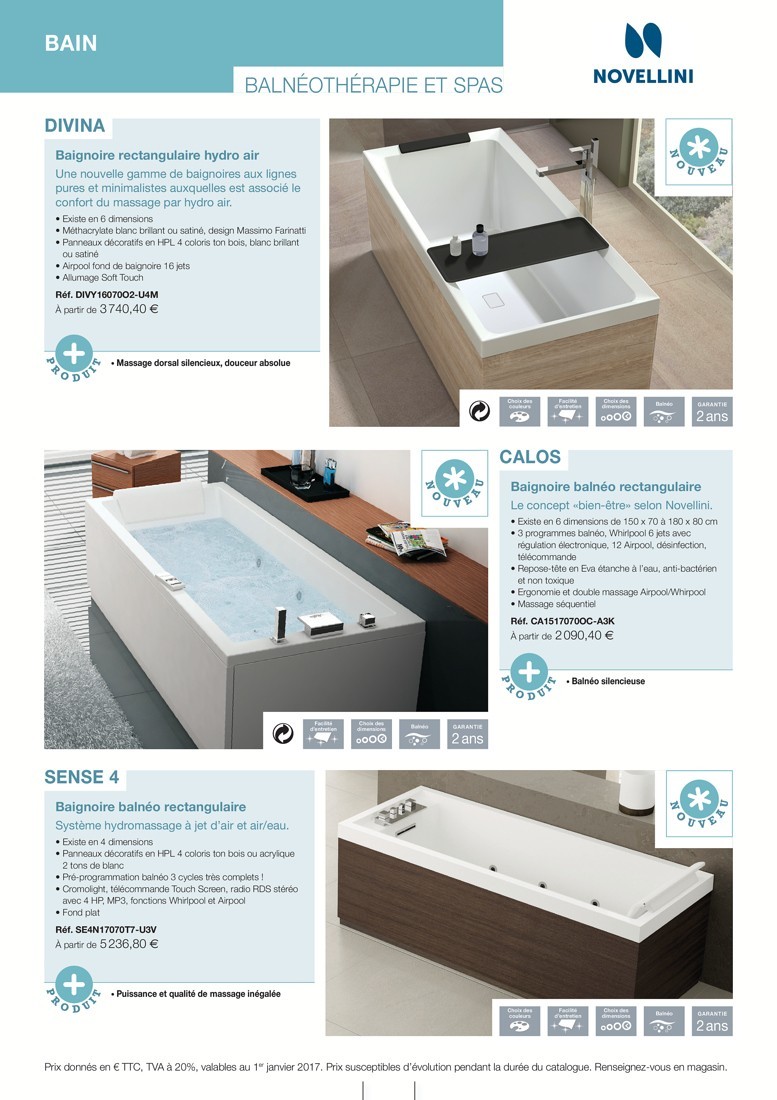 BAIN
BALNÉOTHÉRAPIE ET SPAS
NOVELLINI
DIVINA
Baignoire rectangulaire hydro air
Une nouvelle gamme de baignoires aux lignes
pures et minimalistes auxquelles est associé le
confort du massage par hydro air.
• Existe en 6 dimensions
• Méthacrylate blanc brillant ou satiné, design Massimo Farinatti
• Panneaux décoratifs en HPL 4 coloris ton bois, blanc brillant
ou satiné
• Airpool fond de baignoire 16 jets
• Allumage Soft Touch
Réf. DIVY16070O2-U4M
À partir de 3 740,40 €
PRODUIT
• Massage dorsal silencieux, douceur absolue
NOUVEAU
Choix des
couleurs
Facilité
d'entretien
Choix des
dimensions
Balnéo
GARANTIE
2 ans
NOUVEAU
Facilité
d'entretien
Choix des
dimensions
Balnéo
GARANTIE
2 ans
CALOS
Baignoire balnéo rectangulaire
Le concept «bien-être» selon Novellini.
• Existe en 6 dimensions de 150 x 70 à 180 x 80 cm
• 3 programmes balnéo, Whirlpool 6 jets avec
régulation électronique, 12 Airpool, désinfection,
télécommande
• Repose-tête en Eva étanche à l'eau, anti-bactérien
et non toxique
• Ergonomie et double massage Airpool/Whirpool
• Massage séquentiel
Réf. CA1517070OC-A3K
À partir de 2 090,40 €
PRODUIT
• Balnéo silencieuse
SENSE 4
Baignoire balnéo rectangulaire
Système hydromassage à jet d'air et air/eau.
• Existe en 4 dimensions
• Panneaux décoratifs en HPL 4 coloris ton bois ou acrylique
2 tons de blanc
• Pré-programmation balnéo 3 cycles très complets !
• Cromolight, télécommande Touch Screen, radio RDS stéréo
avec 4 HP, MP3, fonctions Whirlpool et Airpool
• Fond plat
Réf. SE4N17070T7-U3V
À partir de 5 236,80 €
PRODUIT
• Puissance et qualité de massage inégalée
NOUVEAU
Choix des
couleurs
Facilité
d'entretien
Choix des
dimensions
Balnéo
GARANTIE
2 ans
Prix donnés en € TTC, TVA à 20%, valables au 1er janvier 2017. Prix susceptibles d'évolution pendant la durée du catalogue. Renseignez-vous en magasin.